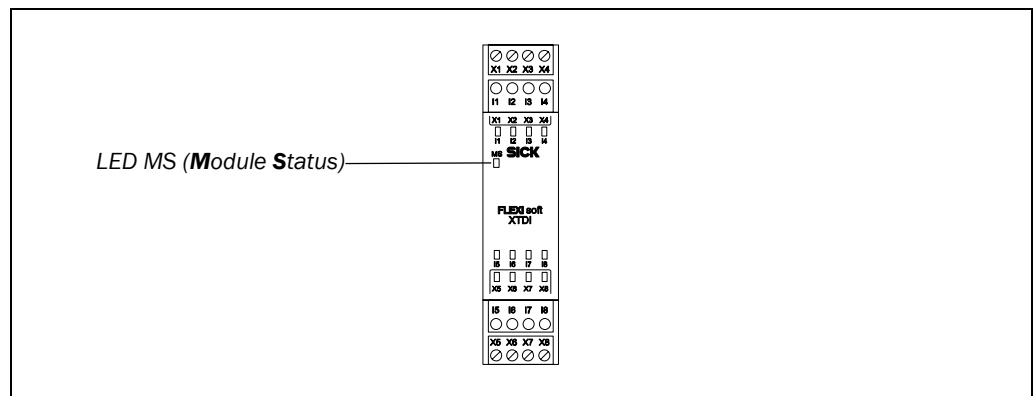 X1 X2 X3 X4
I1 I2 I3 I4
X1 X2 X3 X4
I1 I2 I3 I4
MS SICK
LED MS (Module Status)
FLEXI soft
XTDI
I5 I6 I7 I8
X5 X6 X7 X8
I5 I6 I7 I8
X5 X6 X7 X8